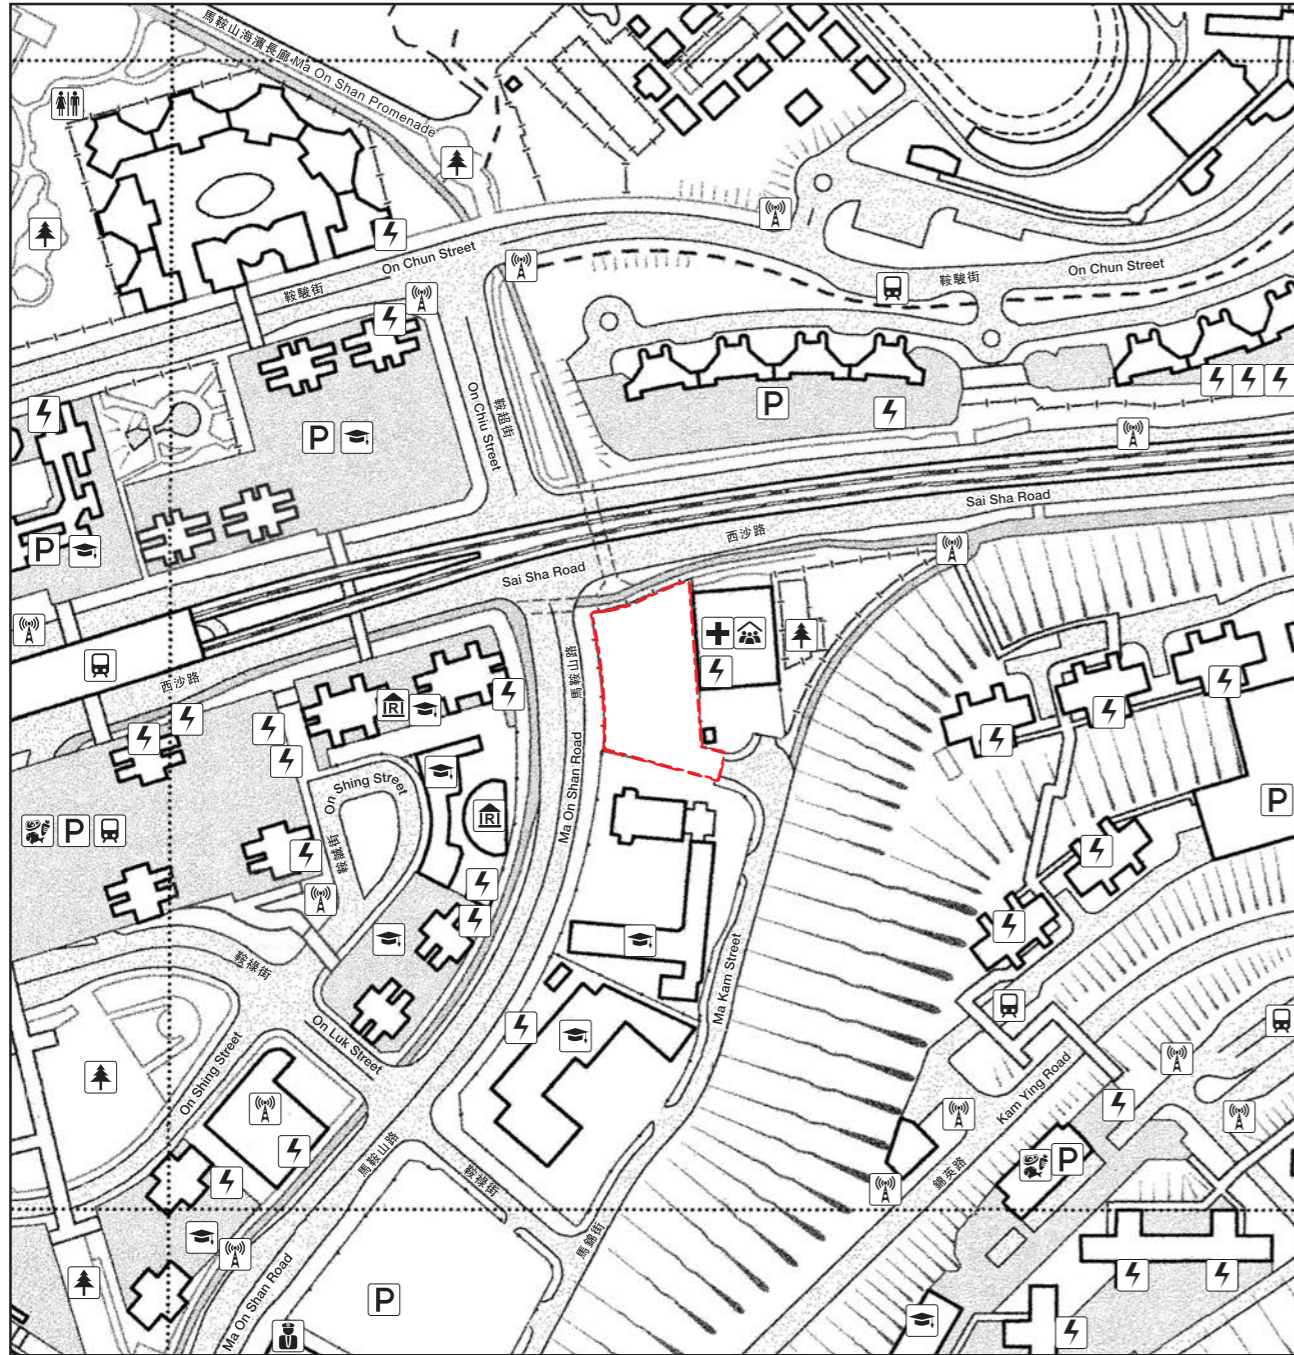 馬鞍山海濱長廊 Ma On Shan Promenade
On Chun Street
鞍駿街
On Chun Street
鞍駿街
On Chiu Street
鞍超街
P
P
P
Sai Sha Road
西沙路
Sai Sha Road
西沙路
馬鞍山路
Ma On Shan Road
R
R
On Shing Street
鞍誠街
P
P
鞍祿街
On Luk Street
On Shing Street
Ma Kam Street
Kam Ying Road
錦英路
P
馬鞍山路
鞍祿街
馬錦街
Ma On Shan Road
P